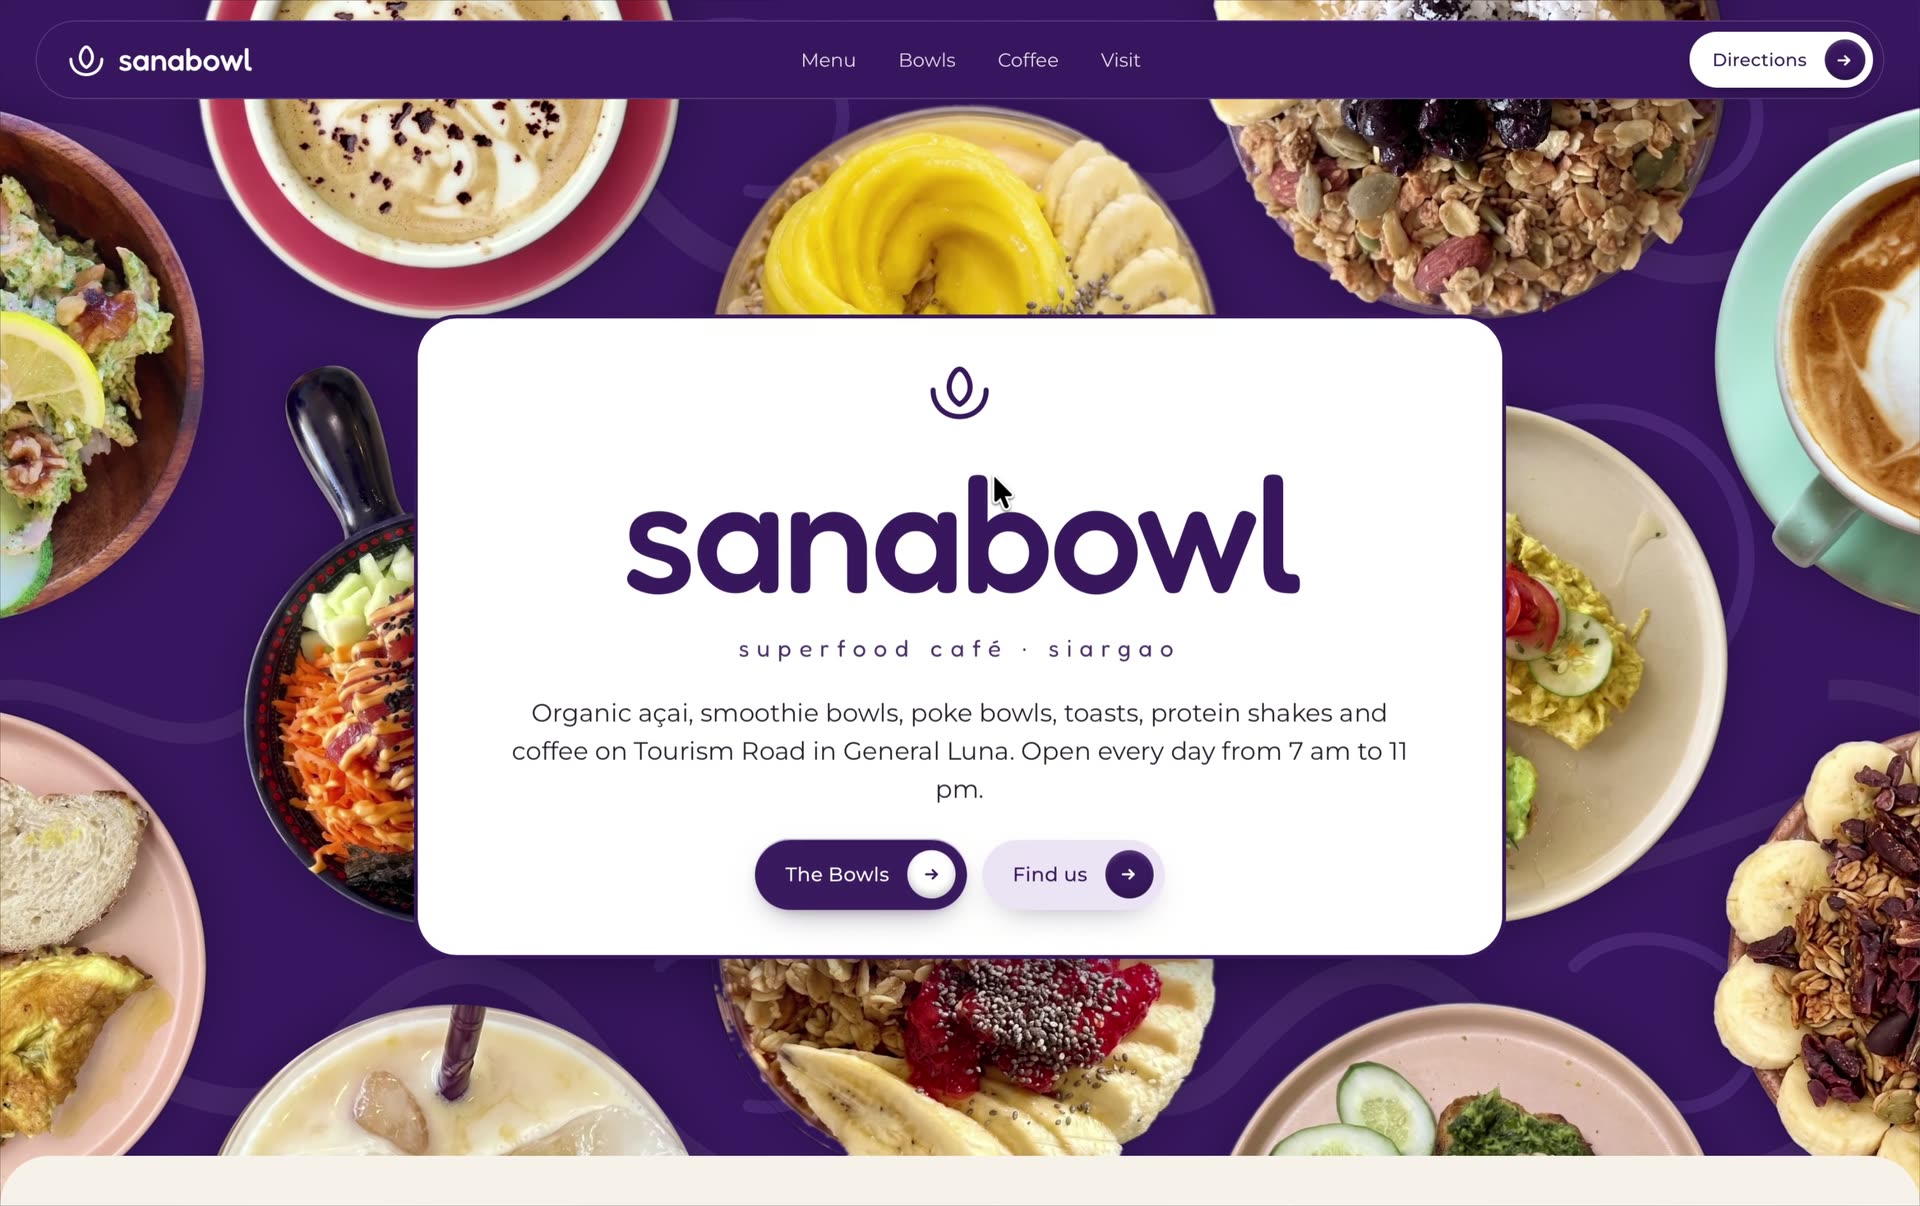 sanabowl
Menu
Bowls
Coffee
Visit
Directions
sanabowl
superfood café · siargao
Organic açai, smoothie bowls, poke bowls, toasts, protein shakes and
coffee on Tourism Road in General Luna. Open every day from 7 am to 11
pm.
The Bowls
Find us